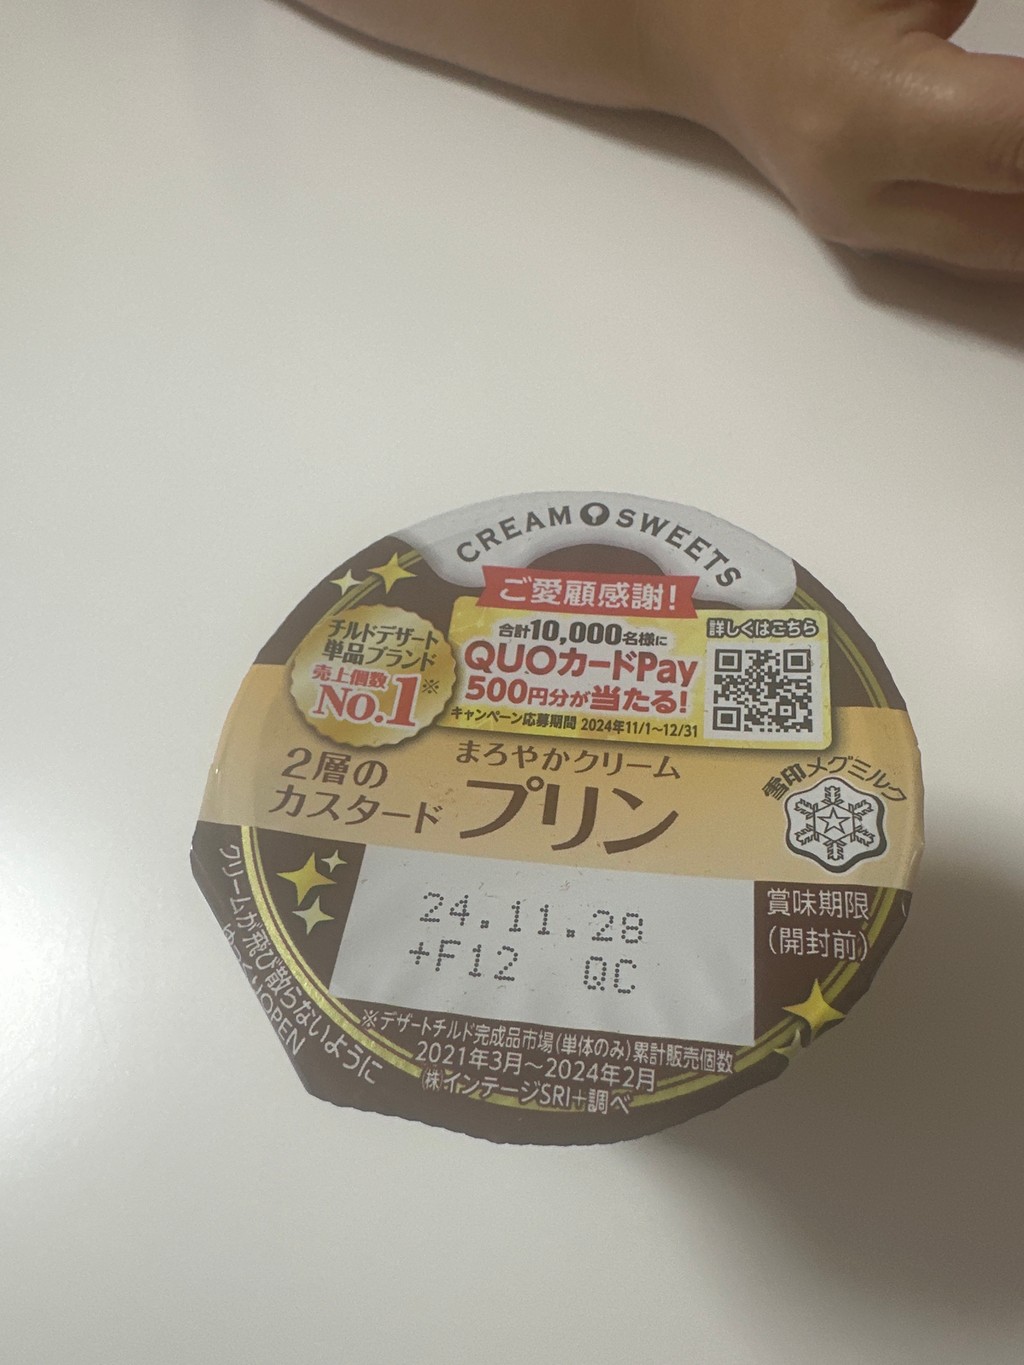 CREAM SWEETS
ご愛顧感謝!
チルドデザート
単品ブランド
売上個数
No.1※
合計10,000名様に
QUOカードPay
500円分が当たる!
キャンペーン応募期間 2024年11/1~12/31
詳しくはこちら
2層の
カスタード
まろやかクリーム
プリン
雪印メグミルク
24.11.28
+F12 QC
賞味期限
(開封前)
※デザートチルド完成品市場(単体のみ)累計販売個数
2021年3月~2024年2月
㈱インテージSRI+調べ
クリームが飛び散らないように
ゆっくりOPEN